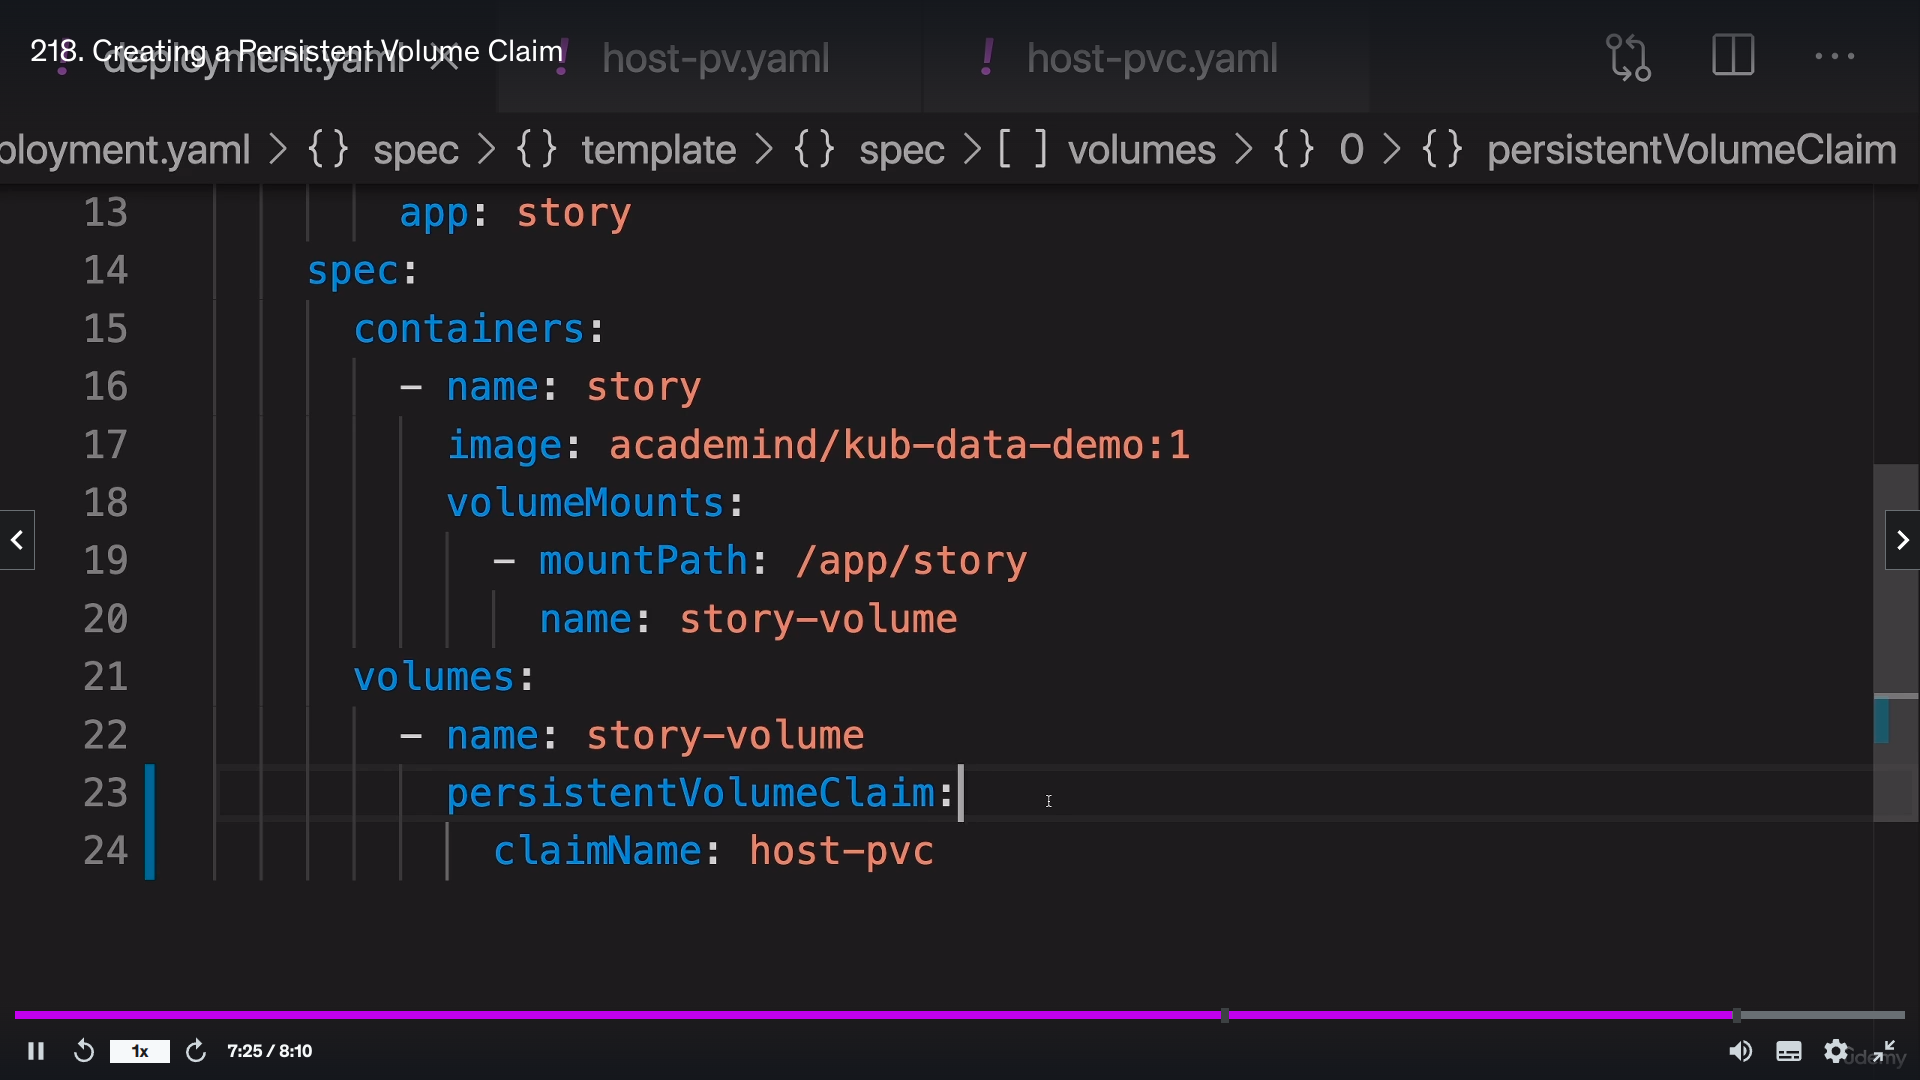 218. Creating a Persistent Volume Claim
deployment.yaml
host-pv.yaml
host-pvc.yaml
ployment.yaml > {} spec > {} template > {} spec > [ ] volumes > {} 0 > {} persistentVolumeClaim
13 app: story
14 spec:
15 containers:
16 - name: story
17 image: academind/kub-data-demo:1
18 volumeMounts:
19 - mountPath: /app/story
20 name: story-volume
21 volumes:
22 - name: story-volume
23 persistentVolumeClaim:
24 claimName: host-pvc
1x
7:25 / 8:10
udemy